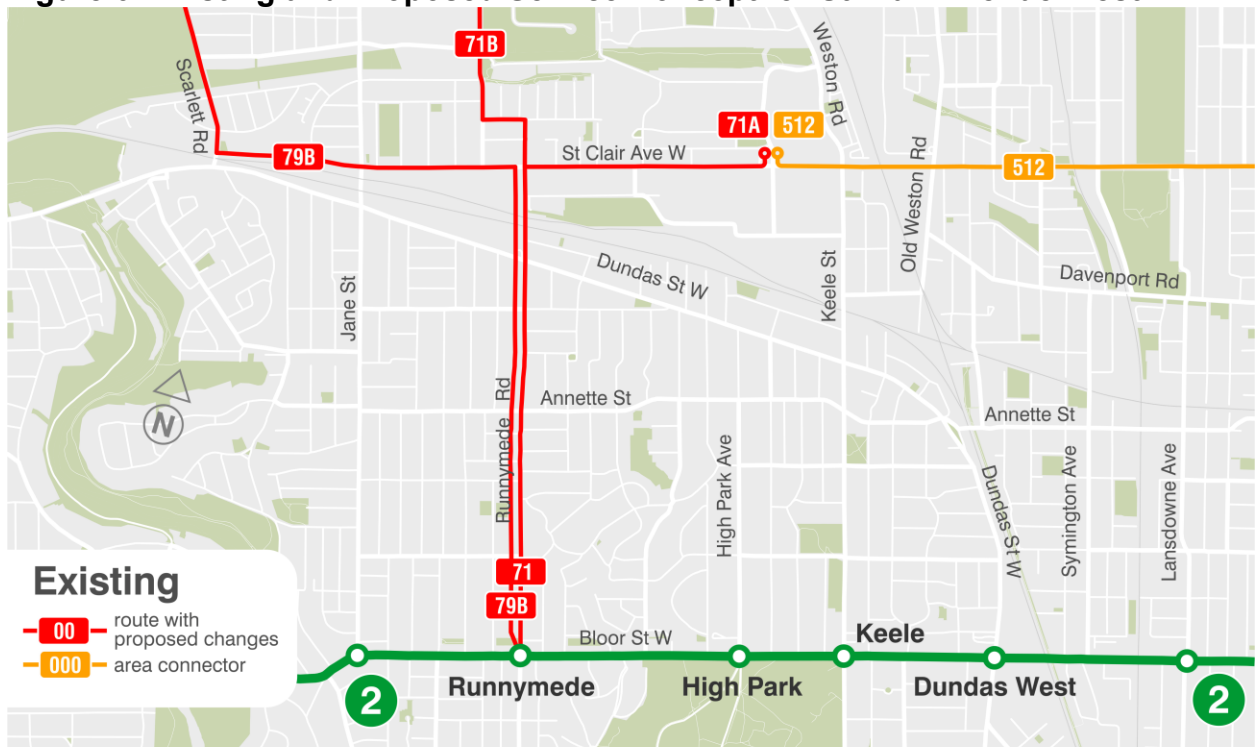 71B
Weston Rd
Scarlett Rd
71A
512
79B
St Clair Ave W
512
Old Weston Rd
Dundas St W
Davenport Rd
Jane St
Keele St
N
Runnymede Rd
Annette St
Annette St
High Park Ave
Dundas St W
Symington Ave
Lansdowne Ave
71
79B
Existing
00
route with
proposed changes
000
area connector
Bloor St W
Keele
Runnymede
High Park
Dundas West
2
2